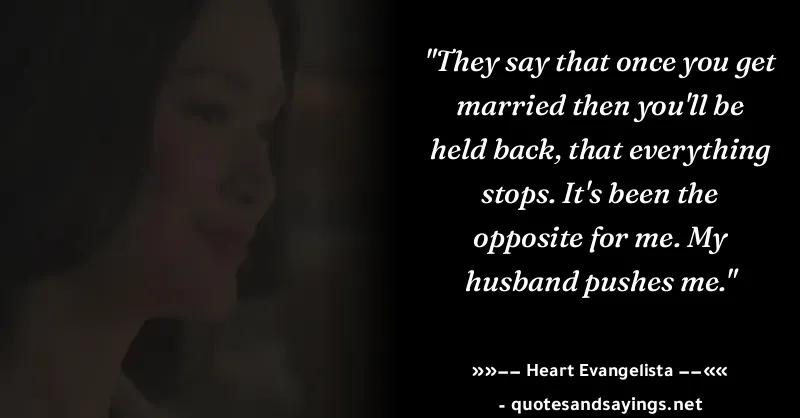 "They say that once you get
married then you'll be
held back, that everything
stops. It's been the
opposite for me. My
husband pushes me."
»»–– Heart Evangelista ––««
- quotesandsayings.net